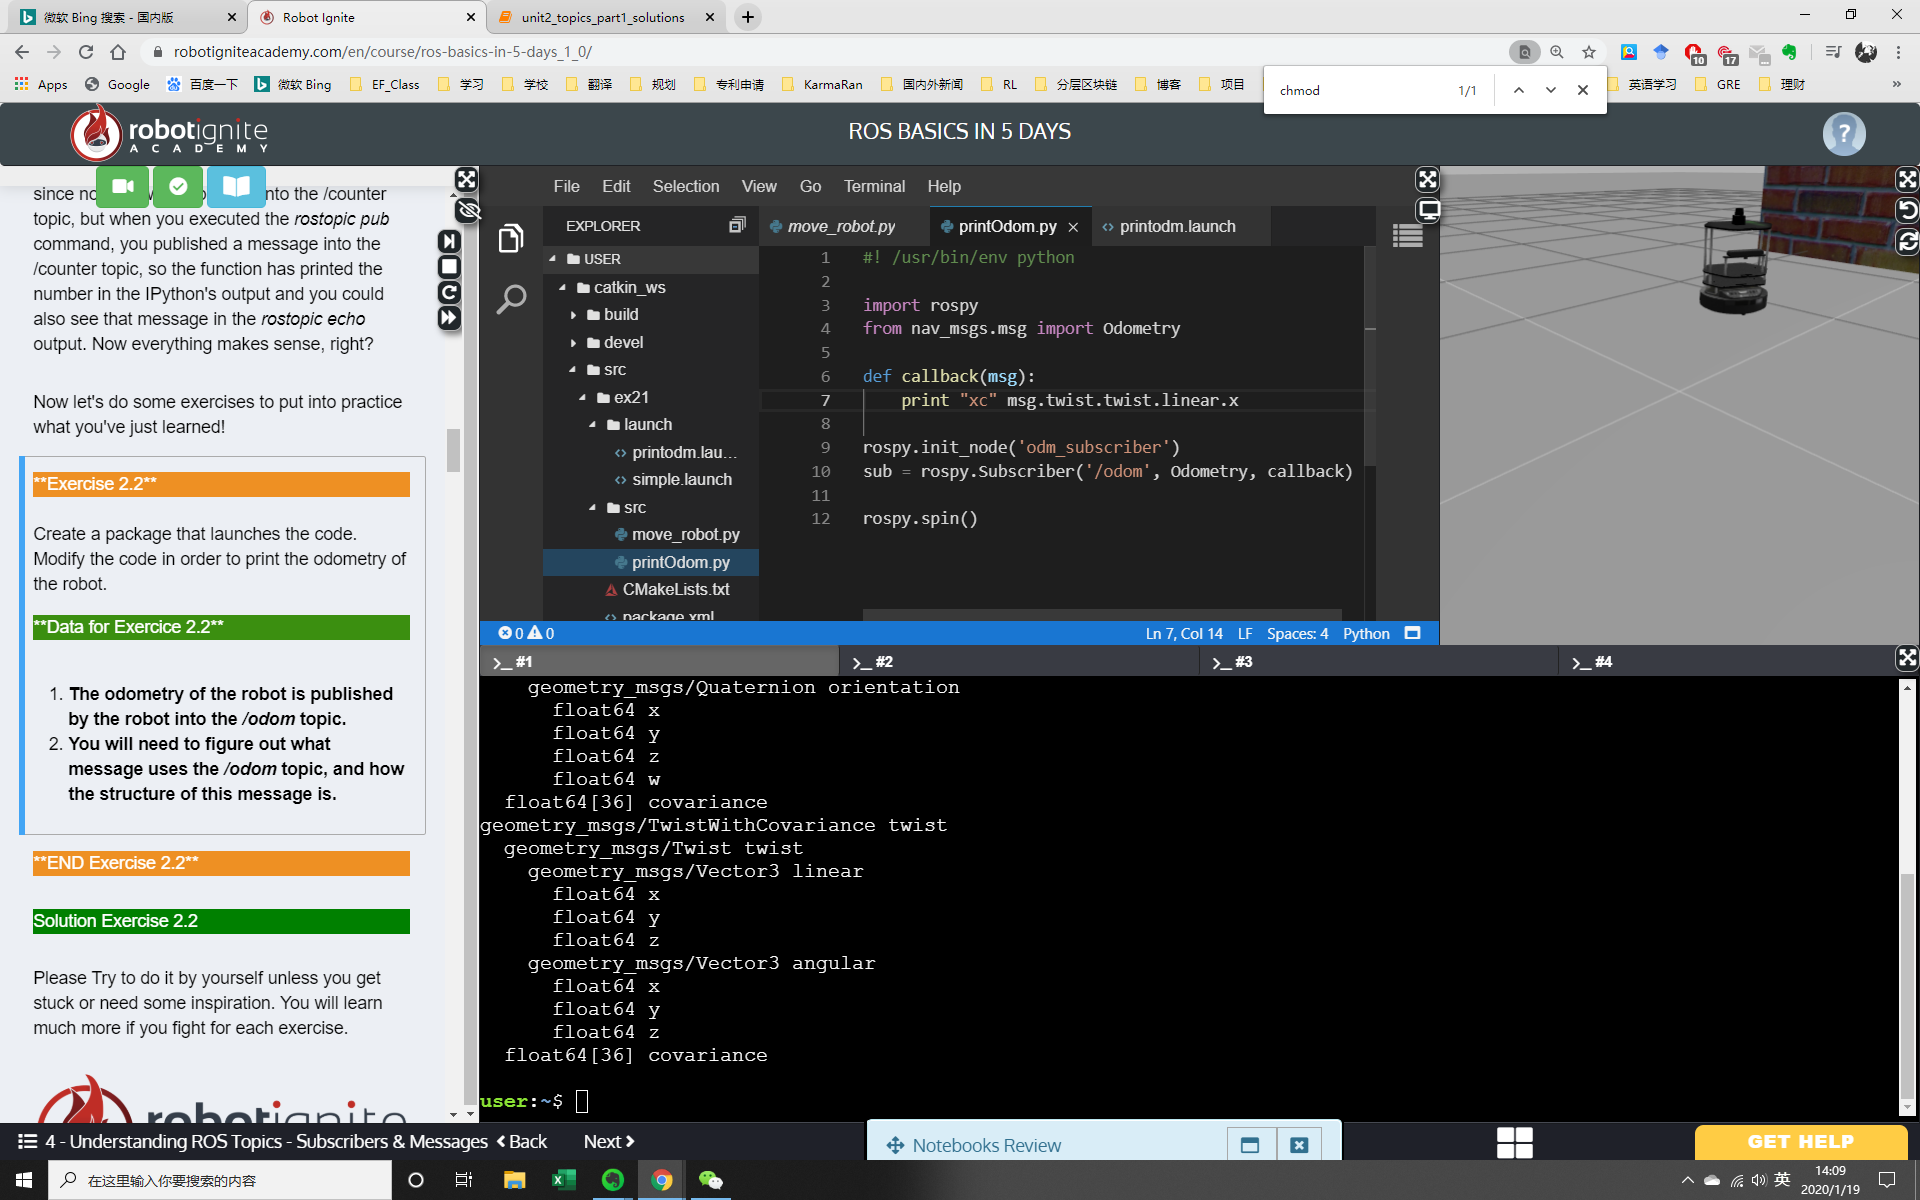 微软 Bing 搜索 - 国内版
Robot Ignite
unit2_topics_part1_solutions
robotigniteacademy.com/en/course/ros-basics-in-5-days_1_0/
10
17
Apps
Google
百度一下
微软 Bing
EF_Class
学习
学校
翻译
规划
专利申请
KarmaRan
国内外新闻
RL
分层区块链
博客
项目
英语学习
GRE
理财
»
chmod
1/1
robotignite
ACADEMY
ROS BASICS IN 5 DAYS
?
since no
nto the /counter
topic, but when you executed the rostopic pub
command, you published a message into the
/counter topic, so the function has printed the
number in the IPython's output and you could
also see that message in the rostopic echo
output. Now everything makes sense, right?
Now let's do some exercises to put into practice
what you've just learned!
**Exercise 2.2**
Create a package that launches the code.
Modify the code in order to print the odometry of
the robot.
**Data for Exercice 2.2**
1. The odometry of the robot is published
by the robot into the /odom topic.
2. You will need to figure out what
message uses the /odom topic, and how
the structure of this message is.
**END Exercise 2.2**
Solution Exercise 2.2
Please Try to do it by yourself unless you get
stuck or need some inspiration. You will learn
much more if you fight for each exercise.
robotignite
File
Edit
Selection
View
Go
Terminal
Help
EXPLORER
USER
catkin_ws
build
devel
src
ex21
launch
printodm.lau...
simple.launch
src
move_robot.py
printOdom.py
CMakeLists.txt
package.xml
move_robot.py
printOdom.py
printodm.launch
1 #! /usr/bin/env python
2
3 import rospy
4 from nav_msgs.msg import Odometry
5
6 def callback(msg):
7 print "xc" msg.twist.twist.linear.x
8
9 rospy.init_node('odm_subscriber')
10 sub = rospy.Subscriber('/odom', Odometry, callback)
11
12 rospy.spin()
0 0
Ln 7, Col 14
LF
Spaces: 4
Python
>_ #1
>_ #2
>_ #3
>_ #4
geometry_msgs/Quaternion orientation
float64 x
float64 y
float64 z
float64 w
float64[36] covariance
geometry_msgs/TwistWithCovariance twist
geometry_msgs/Twist twist
geometry_msgs/Vector3 linear
float64 x
float64 y
float64 z
geometry_msgs/Vector3 angular
float64 x
float64 y
float64 z
float64[36] covariance
user:~$
4 - Understanding ROS Topics - Subscribers & Messages
Back
Next
Notebooks Review
GET HELP
在这里输入你要搜索的内容
英
14:09
2020/1/19